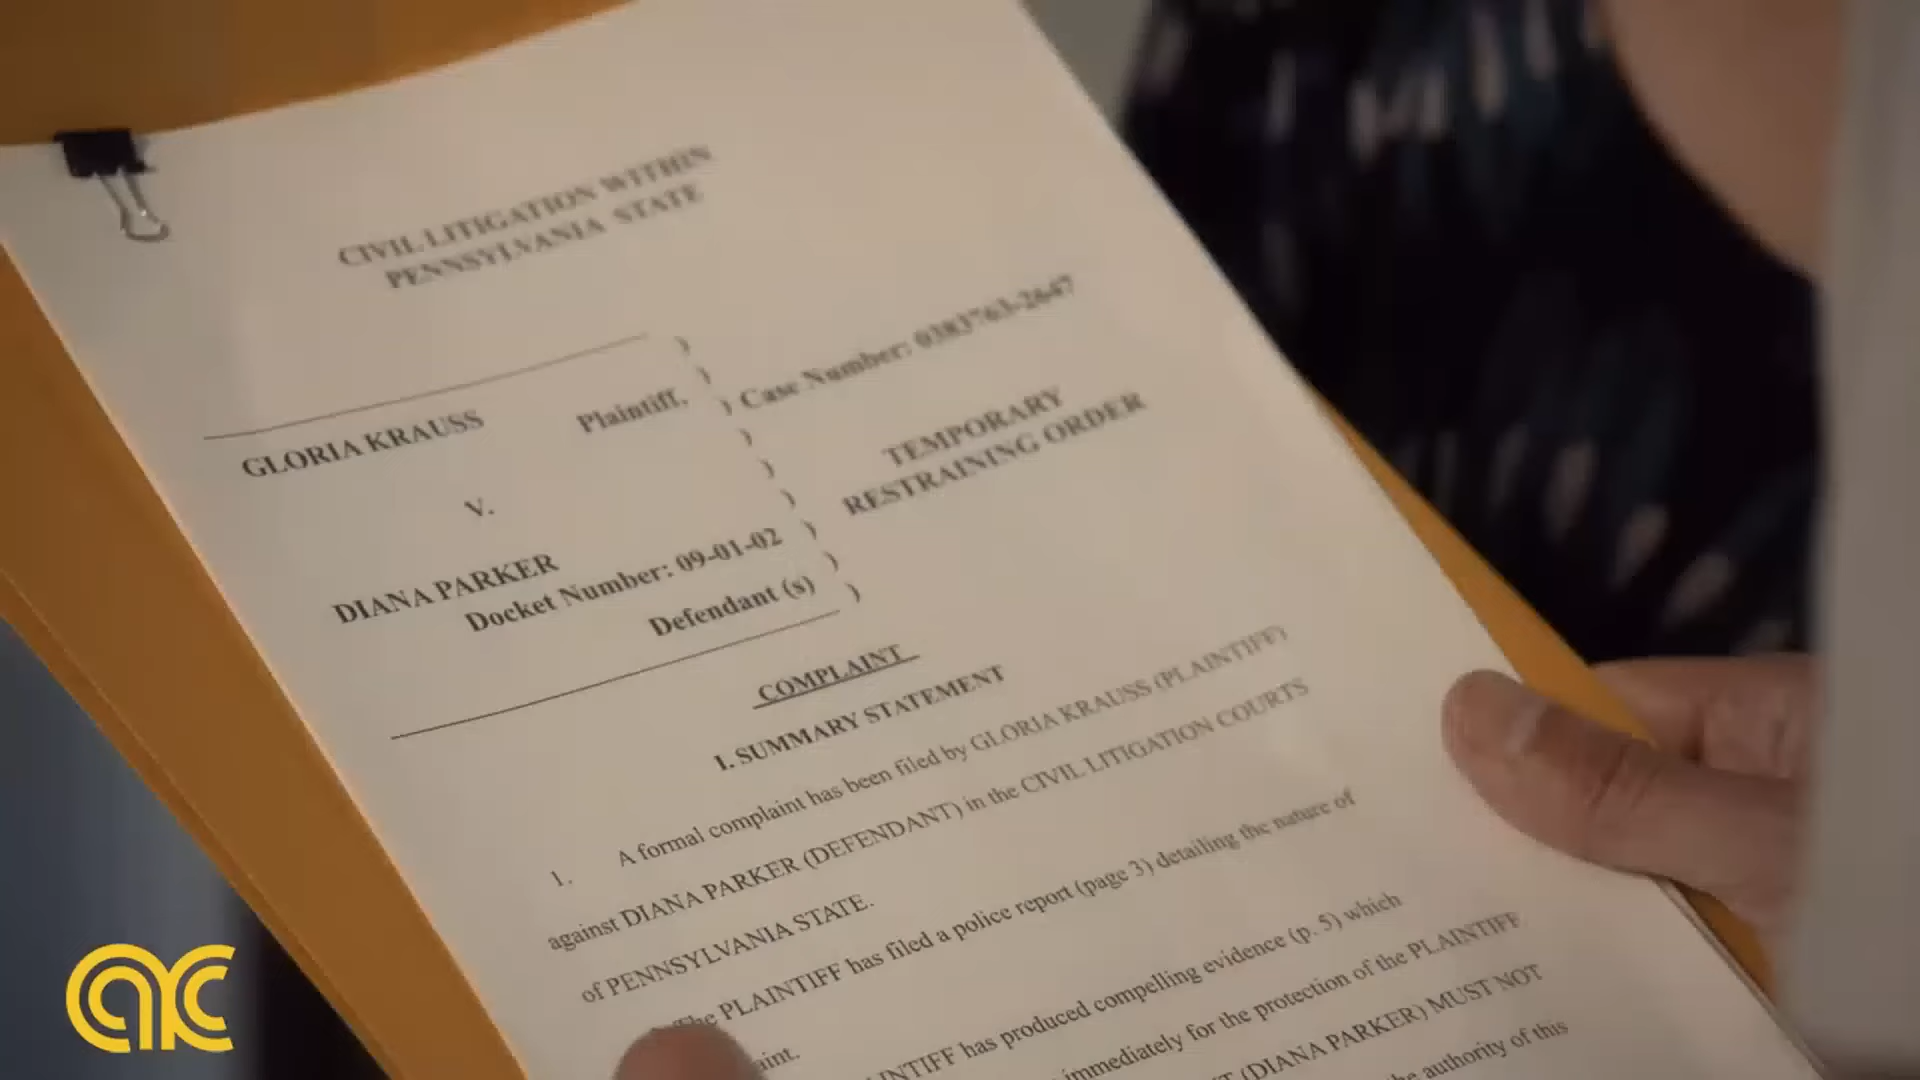 CIVIL LITIGATION WITHIN
PENNSYLVANIA STATE
GLORIA KRAUSS
Plaintiff,
V.
DIANA PARKER
Docket Number: 09-01-02
Defendant (s)
)
)
)
)
)
)
)
)
)
Case Number: 0383763-2647
TEMPORARY
RESTRAINING ORDER
COMPLAINT
I. SUMMARY STATEMENT
1. A formal complaint has been filed by GLORIA KRAUSS (PLAINTIFF)
against DIANA PARKER (DEFENDANT) in the CIVIL LITIGATION COURTS
of PENNSYLVANIA STATE.
The PLAINTIFF has filed a police report (page 3) detailing the nature of
aint.
INTIFF has produced compelling evidence (p. 5) which
immediately for the protection of the PLAINTIFF
T (DIANA PARKER) MUST NOT
he authority of this
ac